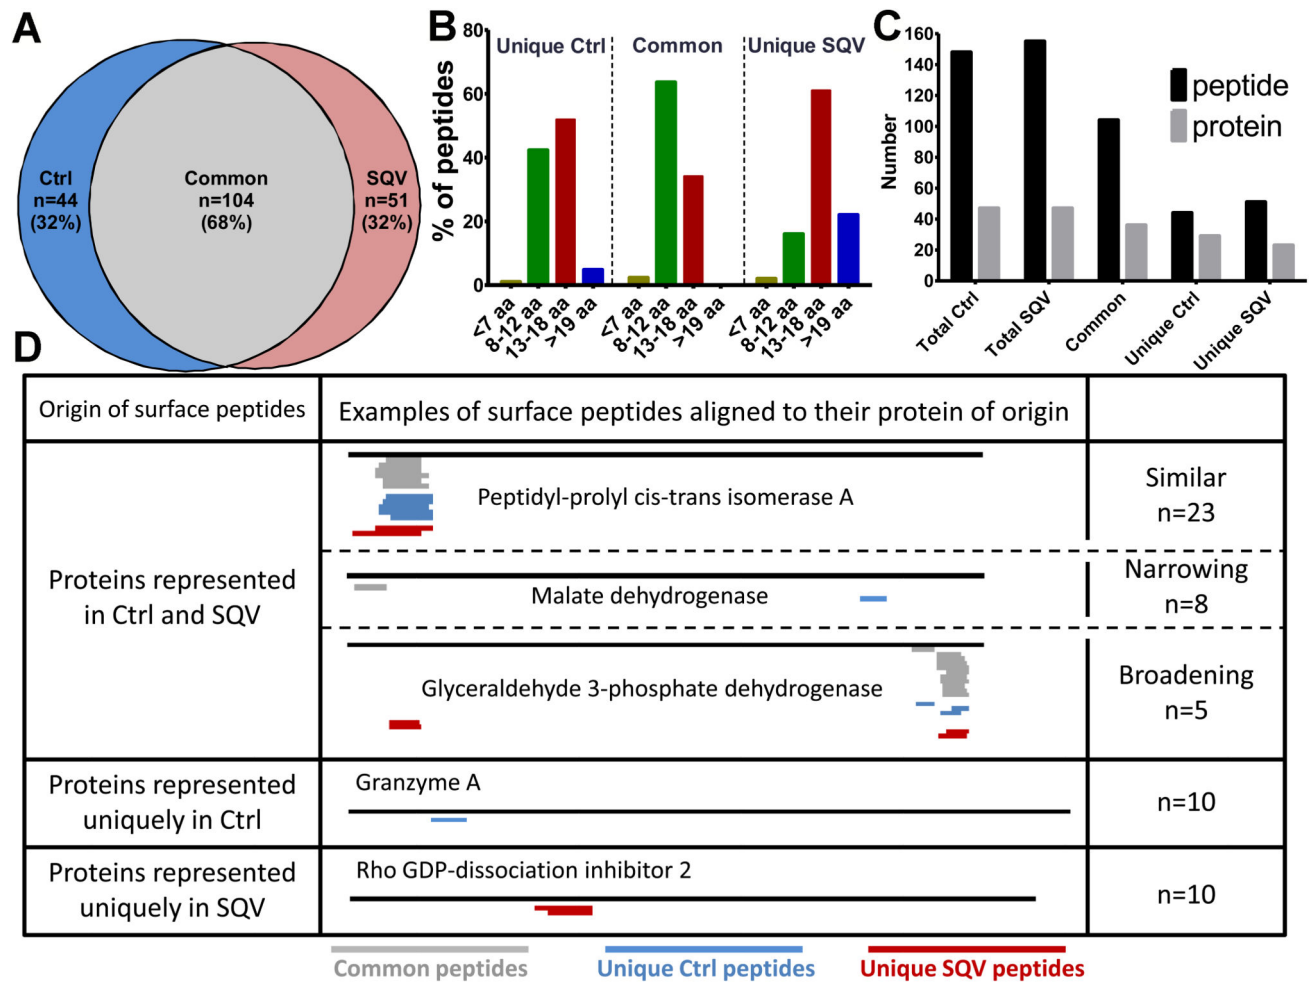 A
Ctrl
n=44
(32%)
Common
n=104
(68%)
SQV
n=51
(32%)
B
% of peptides
80
60
40
20
0
Unique Ctrl
Common
Unique SQV
<7 aa
8-12 aa
13-18 aa
>19 aa
<7 aa
8-12 aa
13-18 aa
>19 aa
<7 aa
8-12 aa
13-18 aa
>19 aa
C
Number
160
140
120
100
80
60
40
20
0
peptide
protein
Total Ctrl
Total SQV
Common
Unique Ctrl
Unique SQV
D
Origin of surface peptides
Examples of surface peptides aligned to their protein of origin
Proteins represented
in Ctrl and SQV
Peptidyl-prolyl cis-trans isomerase A
Similar
n=23
Malate dehydrogenase
Narrowing
n=8
Glyceraldehyde 3-phosphate dehydrogenase
Broadening
n=5
Proteins represented
uniquely in Ctrl
Granzyme A
n=10
Proteins represented
uniquely in SQV
Rho GDP-dissociation inhibitor 2
n=10
Common peptides
Unique Ctrl peptides
Unique SQV peptides